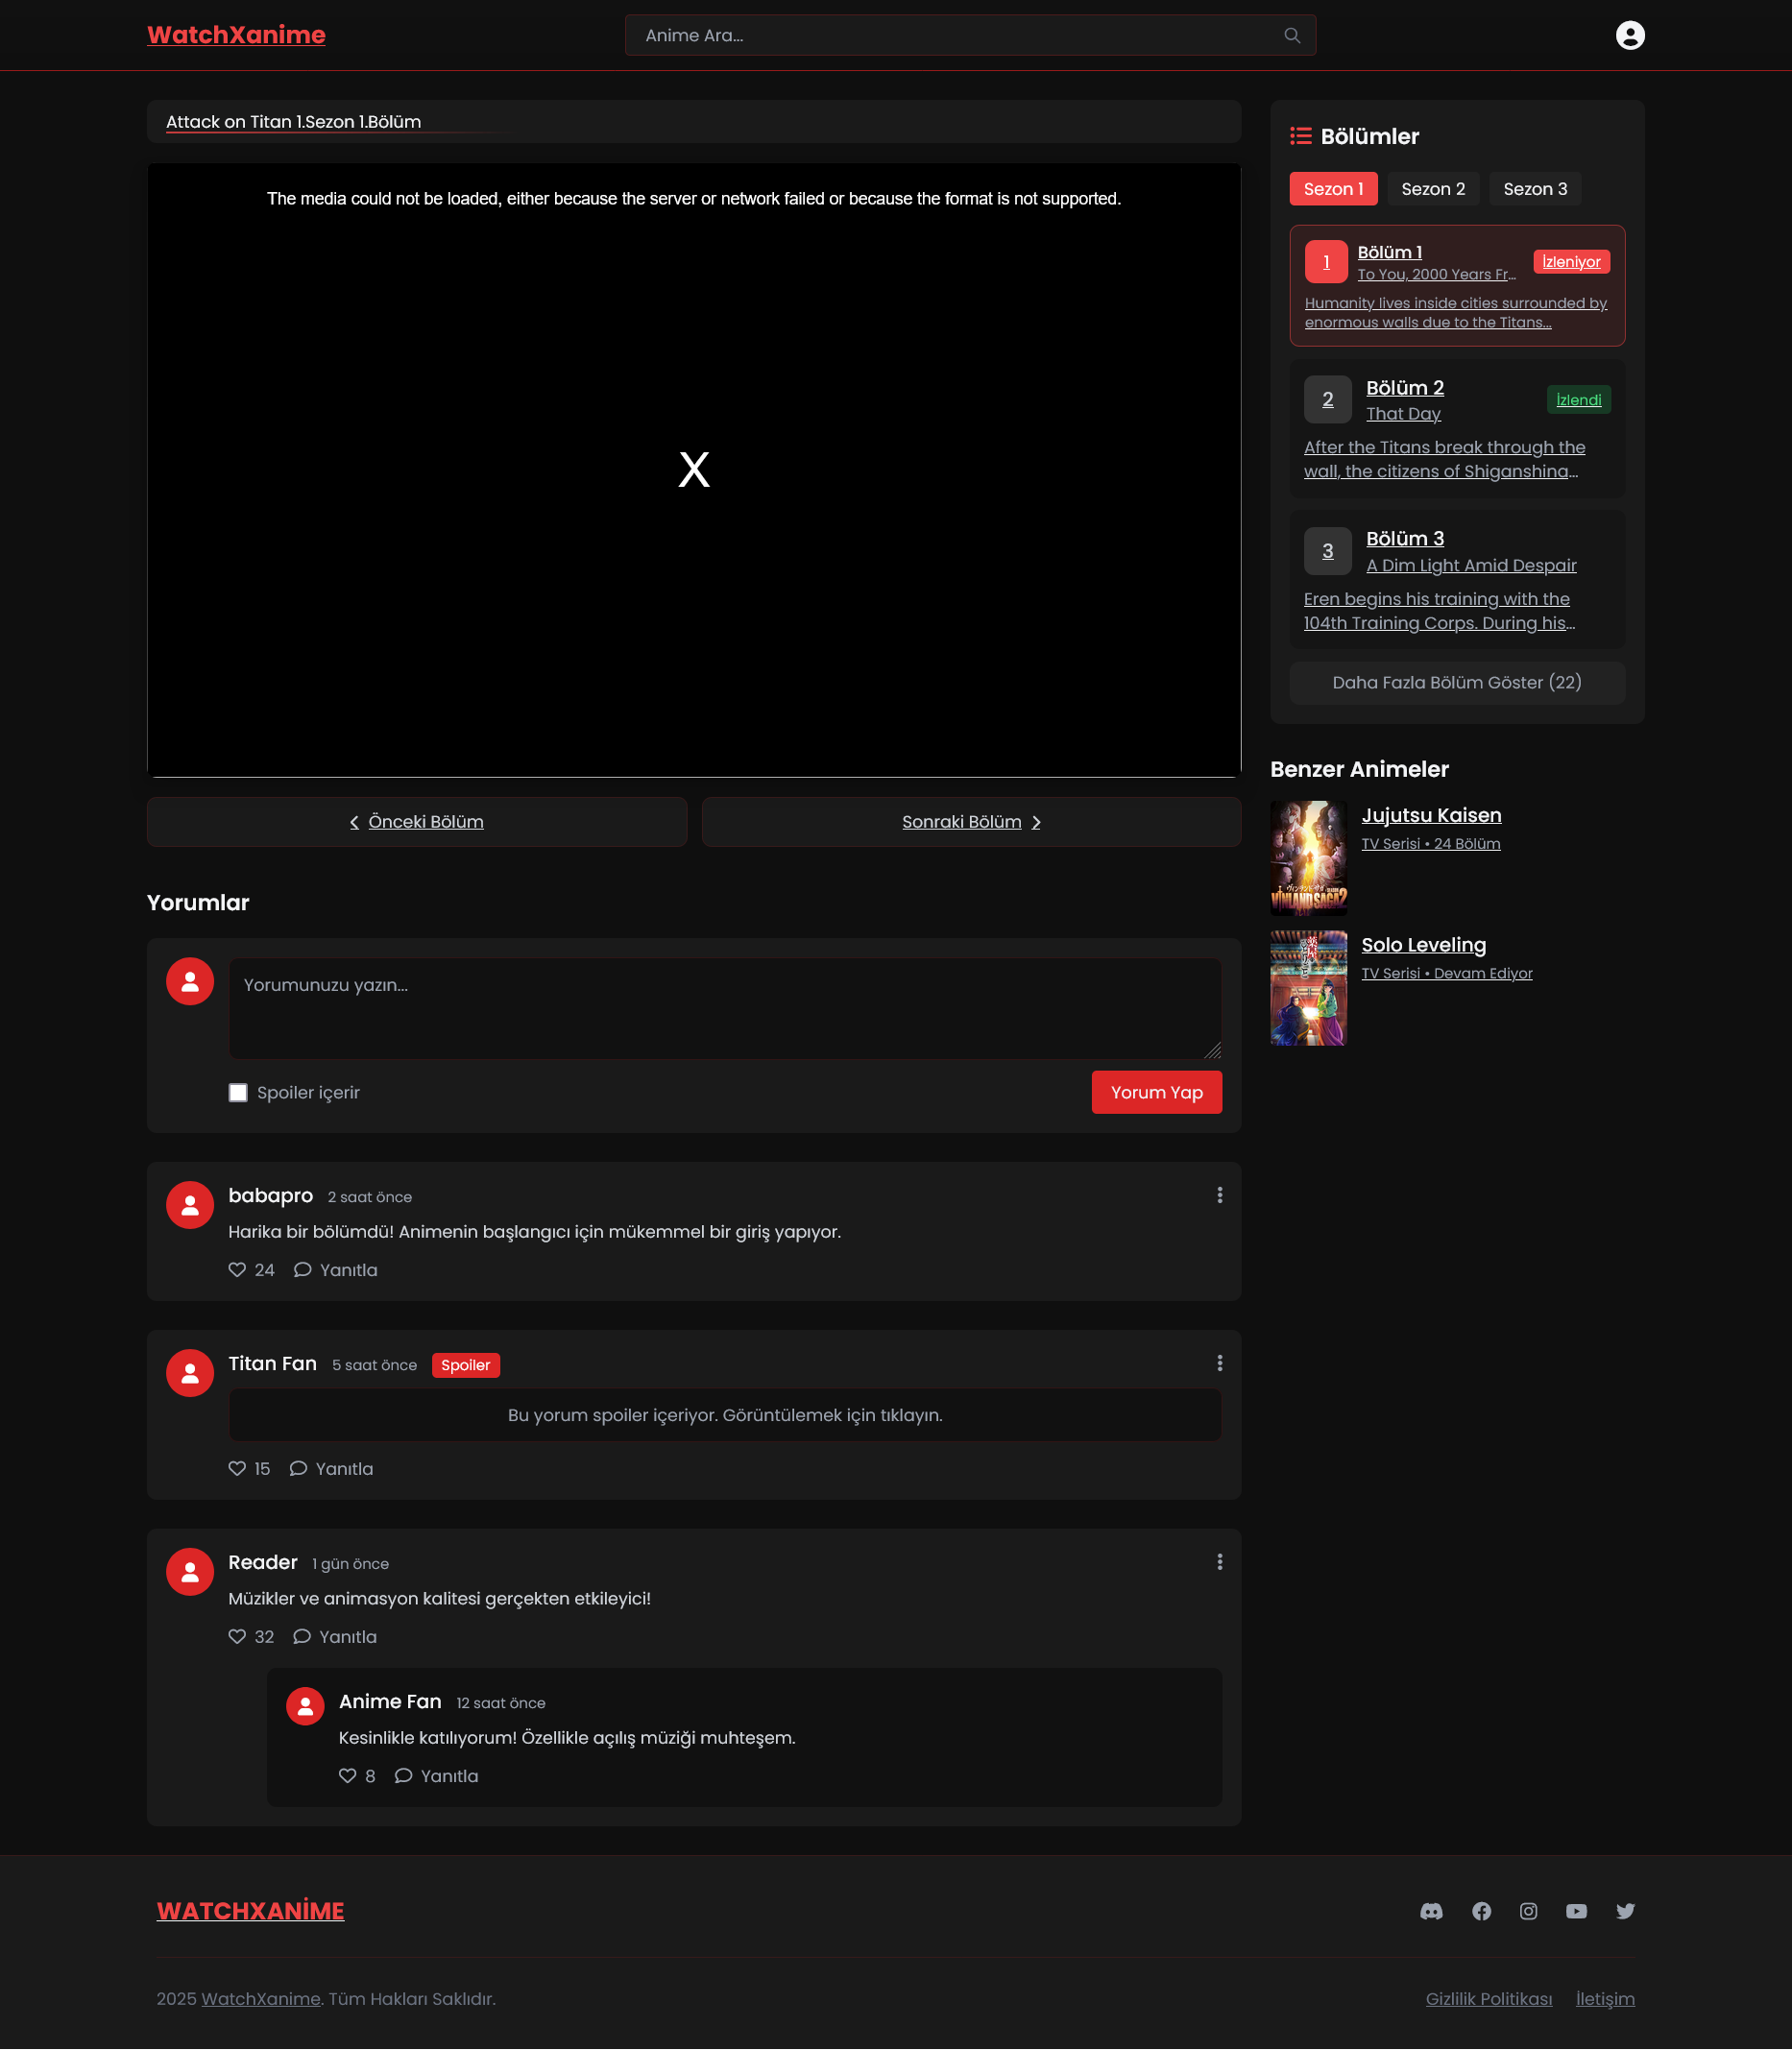 WatchXanime
Anime Ara...
Attack on Titan 1.Sezon 1.Bölüm
The media could not be loaded, either because the server or network failed or because the format is not supported.
X
Önceki Bölüm
Sonraki Bölüm
Yorumlar
Yorumunuzu yazın...
Spoiler içerir
Yorum Yap
babapro 2 saat önce
Harika bir bölümdü! Animenin başlangıcı için mükemmel bir giriş yapıyor.
24 Yanıtla
Titan Fan 5 saat önce Spoiler
Bu yorum spoiler içeriyor. Görüntülemek için tıklayın.
15 Yanıtla
Reader 1 gün önce
Müzikler ve animasyon kalitesi gerçekten etkileyici!
32 Yanıtla
Anime Fan 12 saat önce
Kesinlikle katılıyorum! Özellikle açılış müziği muhteşem.
8 Yanıtla
Bölümler
Sezon 1 Sezon 2 Sezon 3
1
Bölüm 1
To You, 2000 Years Fr...
İzleniyor
Humanity lives inside cities surrounded by
enormous walls due to the Titans...
2
Bölüm 2
That Day
İzlendi
After the Titans break through the
wall, the citizens of Shiganshina...
3
Bölüm 3
A Dim Light Amid Despair
Eren begins his training with the
104th Training Corps. During his...
Daha Fazla Bölüm Göster (22)
Benzer Animeler
VINLAND SAGA 2
Jujutsu Kaisen
TV Serisi • 24 Bölüm
Solo Leveling
TV Serisi • Devam Ediyor
WATCHXANİME
2025 WatchXanime. Tüm Hakları Saklıdır.
Gizlilik Politikası İletişim